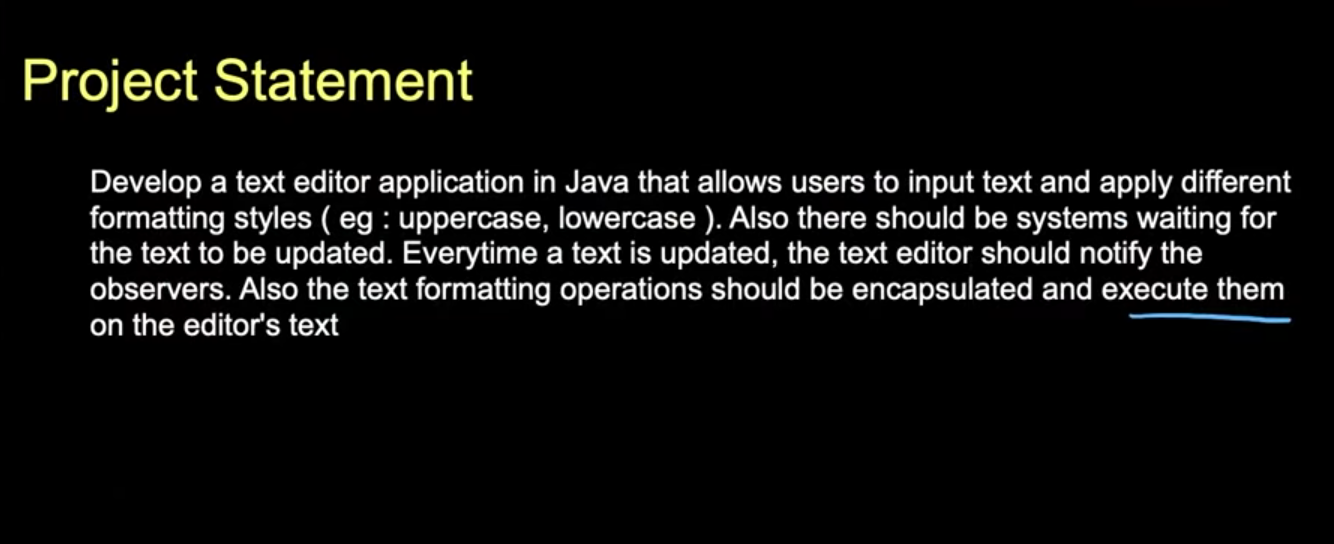 Project Statement
Develop a text editor application in Java that allows users to input text and apply different
formatting styles ( eg : uppercase, lowercase ). Also there should be systems waiting for
the text to be updated. Everytime a text is updated, the text editor should notify the
observers. Also the text formatting operations should be encapsulated and execute them
on the editor's text